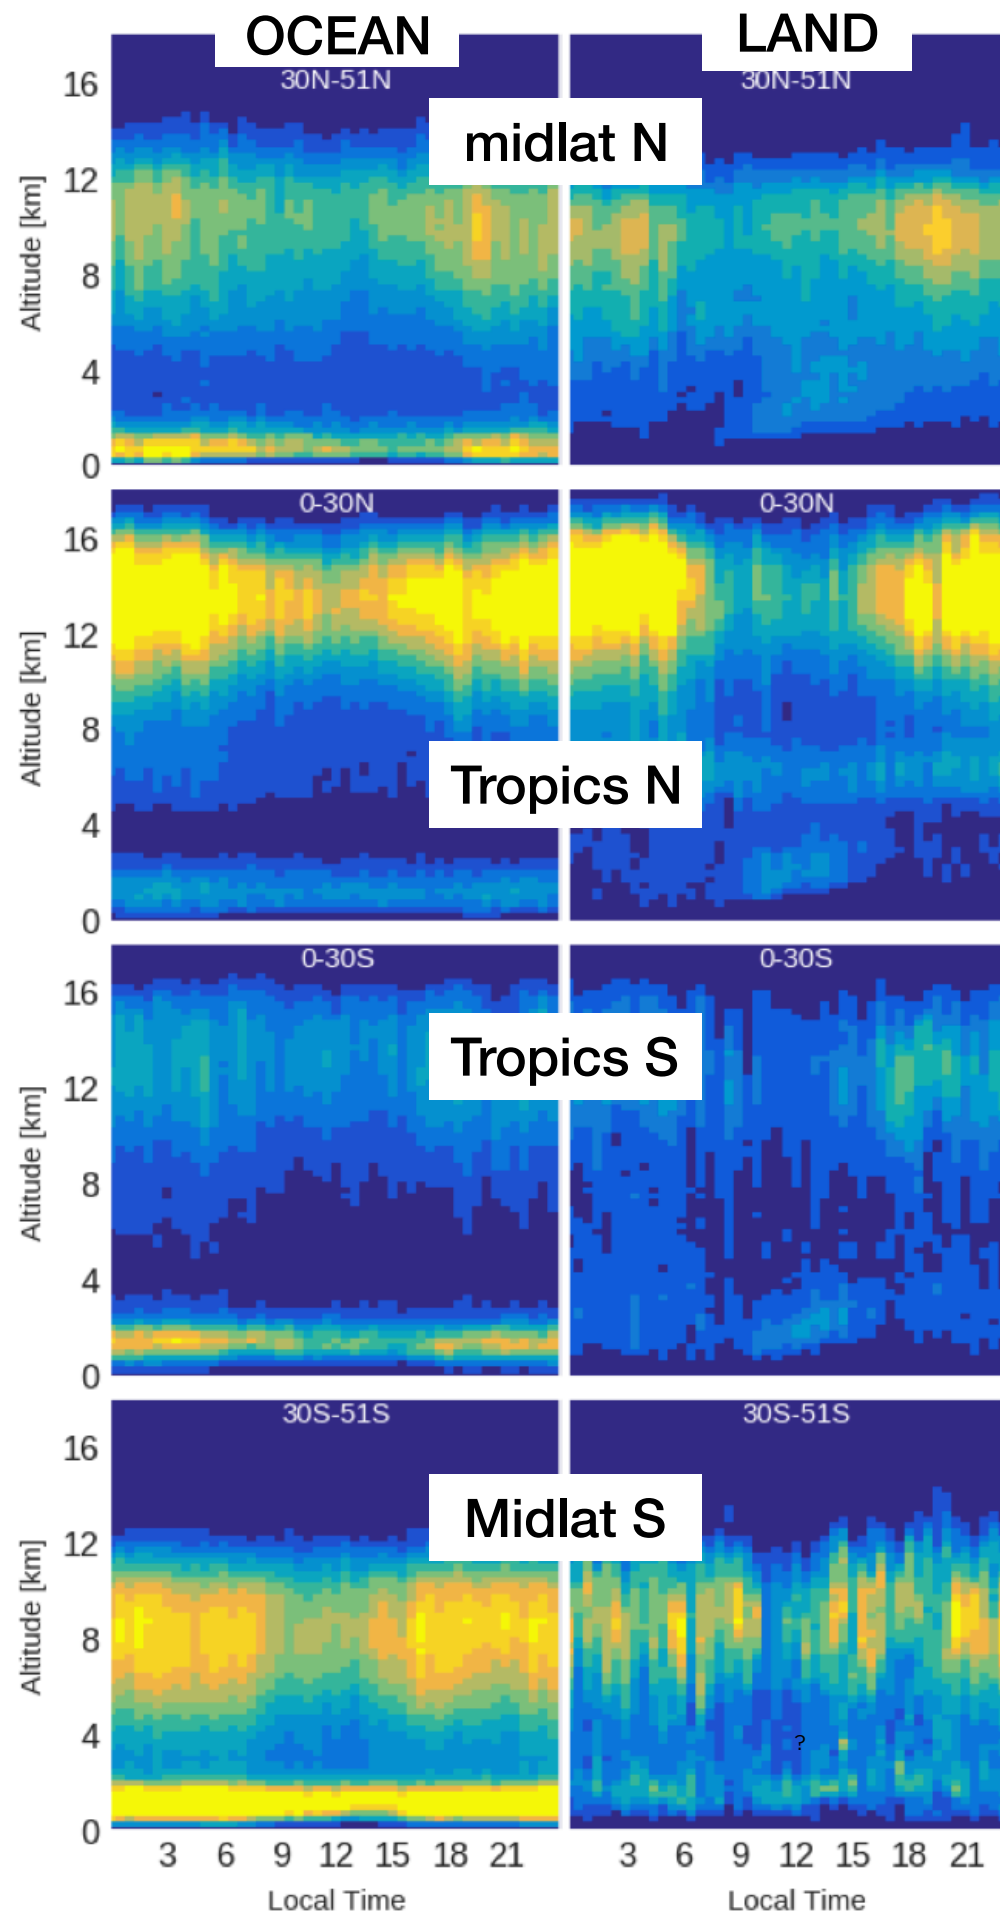 OCEAN
LAND
30N-51N
30N-51N
midlat N
16
12
8
4
0
Altitude [km]
0-30N
0-30N
Tropics N
16
12
8
4
0
Altitude [km]
0-30S
0-30S
Tropics S
16
12
8
4
0
Altitude [km]
30S-51S
30S-51S
Midlat S
16
12
8
4
0
Altitude [km]
?
3 6 9 12 15 18 21
3 6 9 12 15 18 21
Local Time
Local Time